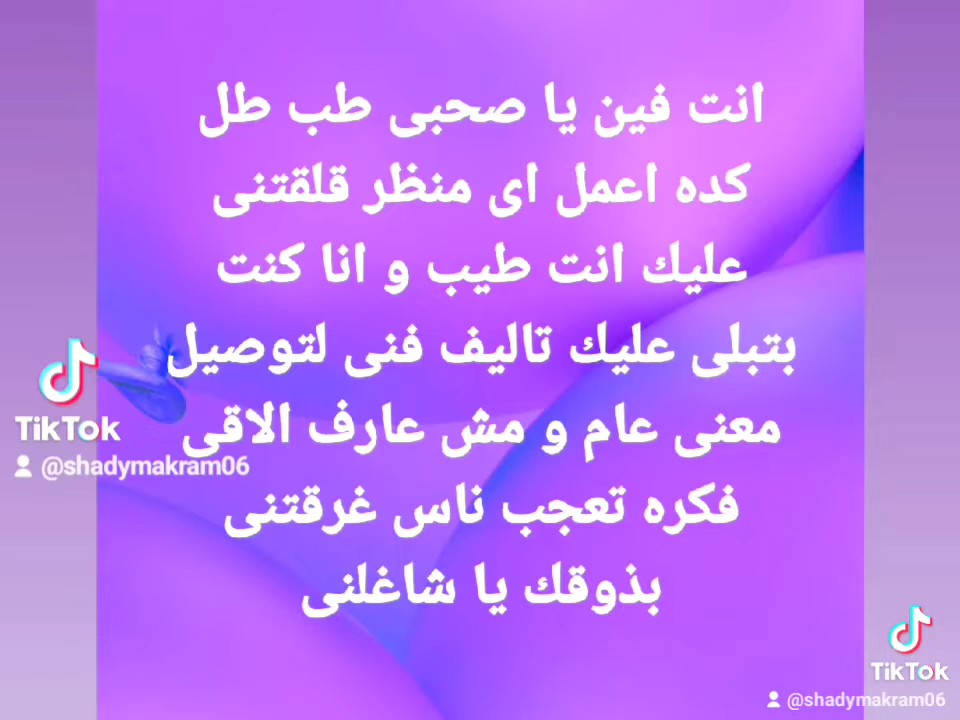 انت فين يا صحبى طب طل
كده اعمل اى منظر قلقتنى
عليك انت طيب و انا كنت
بتبلى عليك تاليف فنى لتوصيل
معنى عام و مش عارف الاقى
فكره تعجب ناس غرقتنى
بذوقك يا شاغلنى
TikTok
@shadymakram06
TikTok
@shadymakram06